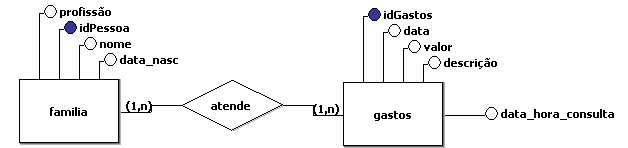 profissão
idPessoa
nome
data_nasc
familia
(1,n)
atende
(1,n)
idGastos
data
valor
descrição
gastos
data_hora_consulta